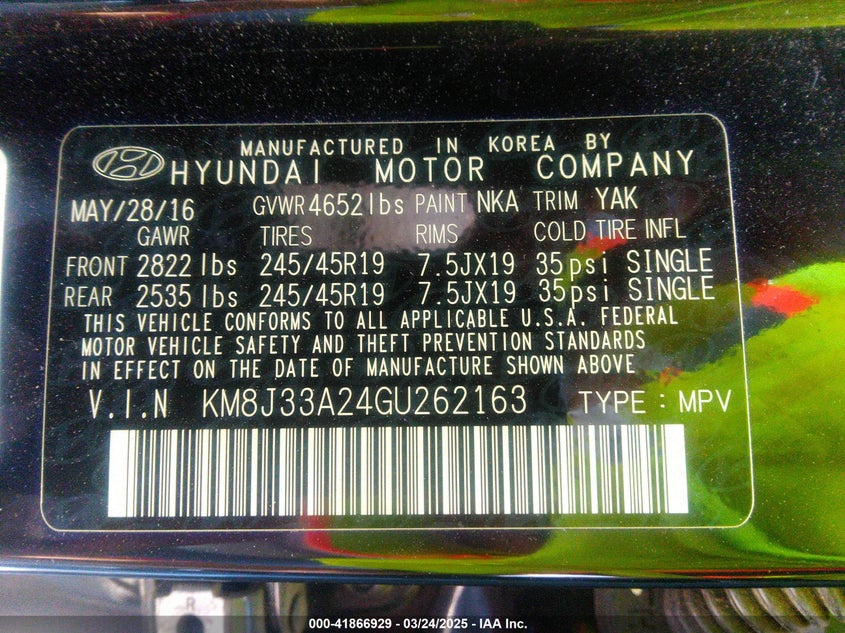 MANUFACTURED IN KOREA BY
HYUNDAI MOTOR COMPANY
MAY/28/16 GVWR 4652lbs PAINT NKA TRIM YAK
GAWR TIRES RIMS COLD TIRE INFL
FRONT 2822 lbs 245/45R19 7.5JX19 35psi SINGLE
REAR 2535 lbs 245/45R19 7.5JX19 35psi SINGLE
THIS VEHICLE CONFORMS TO ALL APPLICABLE U.S.A. FEDERAL
MOTOR VEHICLE SAFETY AND THEFT PREVENTION STANDARDS
IN EFFECT ON THE DATE OF MANUFACTURE SHOWN ABOVE
V.I.N KM8J33A24GU262163 TYPE : MPV
R
000-41866929 - 03/24/2025 - IAA Inc.